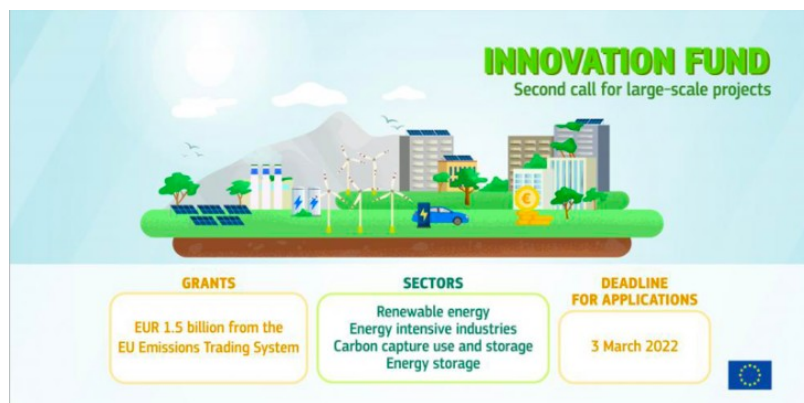 INNOVATION FUND
Second call for large-scale projects
€
GRANTS
EUR 1.5 billion from the
EU Emissions Trading System
SECTORS
Renewable energy
Energy intensive industries
Carbon capture use and storage
Energy storage
DEADLINE
FOR APPLICATIONS
3 March 2022